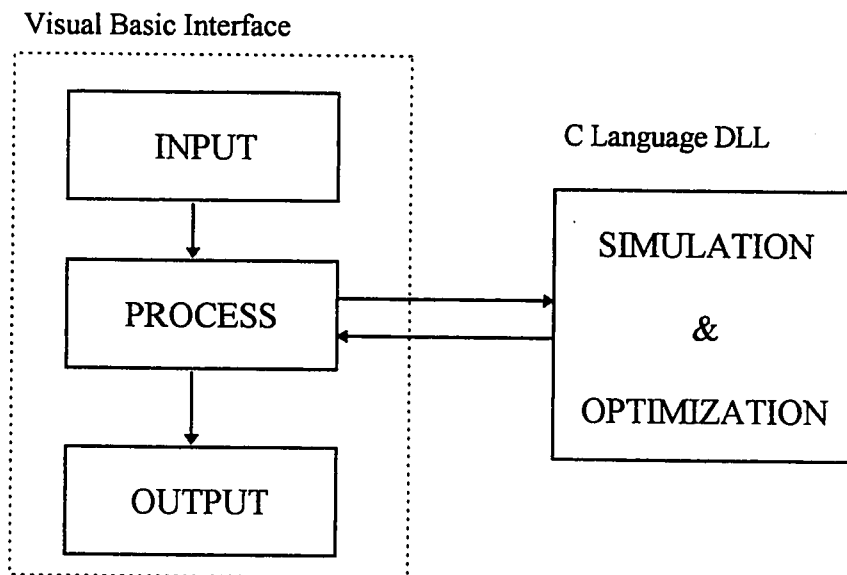 Visual Basic Interface
INPUT
PROCESS
OUTPUT
C Language DLL
SIMULATION
&
OPTIMIZATION